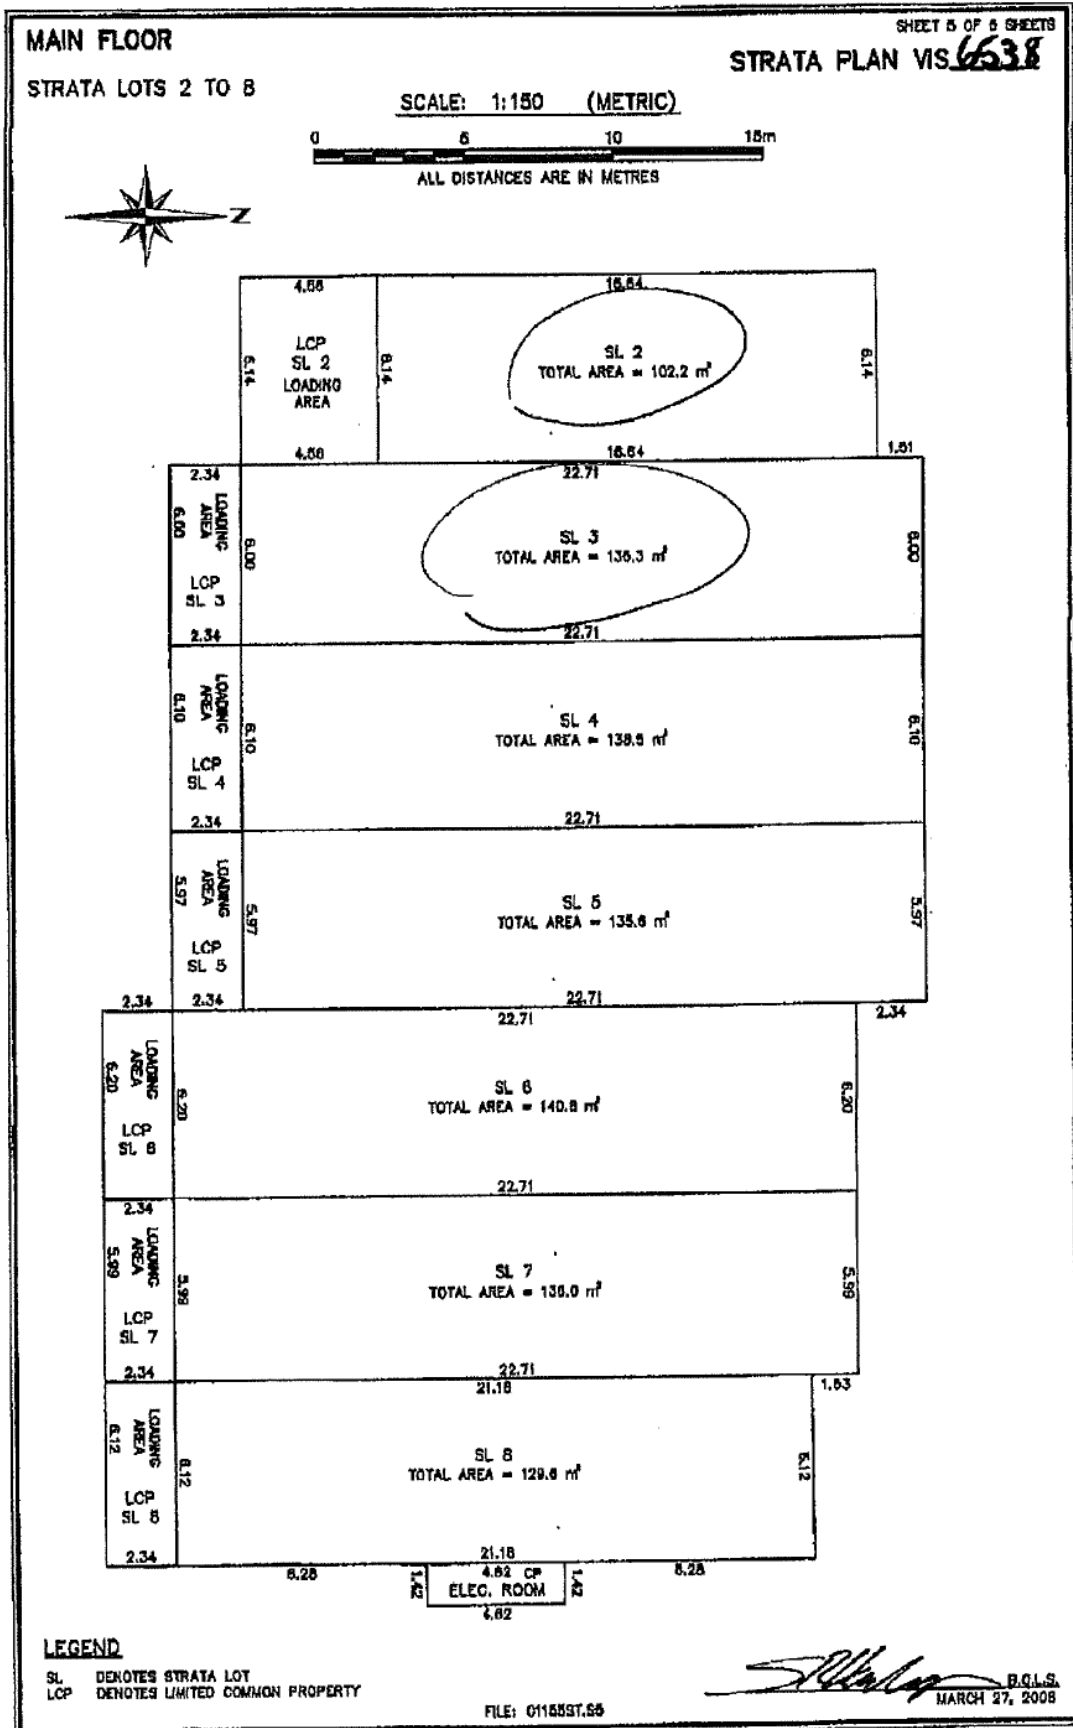 SHEET 5 OF 6 SHEETS
MAIN FLOOR
STRATA PLAN VIS 6538
STRATA LOTS 2 TO 8
SCALE: 1:150 (METRIC)
0 5 10 15m
ALL DISTANCES ARE IN METRES
N
4.56 16.64
LCP
SL 2
LOADING
AREA
6.14
6.14
SL 2
TOTAL AREA = 102.2 m²
6.14
4.56 16.64 1.51
2.34 22.71
LOADING
AREA
6.00
LCP
SL 3
6.00
SL 3
TOTAL AREA = 136.3 m²
6.00
2.34 22.71
LOADING
AREA
6.10
LCP
SL 4
6.10
SL 4
TOTAL AREA = 138.5 m²
6.10
2.34 22.71
LOADING
AREA
5.97
LCP
SL 5
5.97
SL 5
TOTAL AREA = 135.6 m²
5.97
2.34 2.34 22.71
22.71 2.34
LOADING
AREA
6.20
LCP
SL 6
6.20
SL 6
TOTAL AREA = 140.8 m²
6.20
22.71
2.34
LOADING
AREA
5.99
LCP
SL 7
5.99
SL 7
TOTAL AREA = 136.0 m²
5.99
2.34 22.71
21.18 1.53
LOADING
AREA
6.12
LCP
SL 8
6.12
SL 8
TOTAL AREA = 129.6 m²
6.12
2.34 21.18
8.28 1.42 4.62 CP 1.42 8.28
ELEC. ROOM
4.62
LEGEND
SL DENOTES STRATA LOT
LCP DENOTES LIMITED COMMON PROPERTY
B.C.L.S.
MARCH 27, 2008